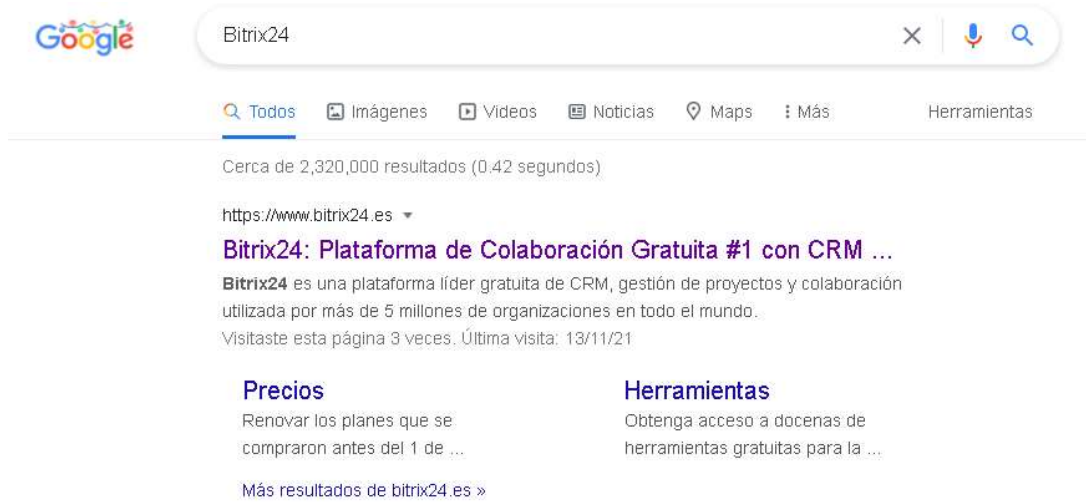 Google
Bitrix24
Todos Imágenes Videos Noticias Maps Más Herramientas
Cerca de 2,320,000 resultados (0.42 segundos)
https://www.bitrix24.es
Bitrix24: Plataforma de Colaboración Gratuita #1 con CRM ...
Bitrix24 es una plataforma líder gratuita de CRM, gestión de proyectos y colaboración
utilizada por más de 5 millones de organizaciones en todo el mundo.
Visitaste esta página 3 veces. Última visita: 13/11/21
Precios
Renovar los planes que se
compraron antes del 1 de ...
Herramientas
Obtenga acceso a docenas de
herramientas gratuitas para la ...
Más resultados de bitrix24.es »